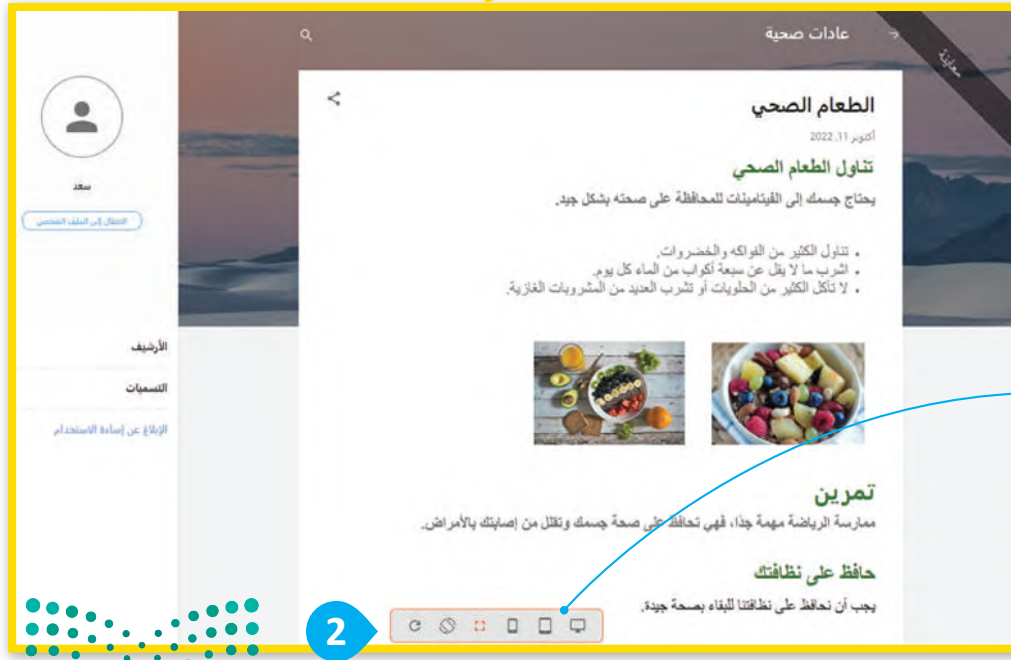 عادات صحية
معاينة
الطعام الصحي
أكتوبر 11, 2022
تناول الطعام الصحي
يحتاج جسمك إلى الڤيتامينات للمحافظة على صحته بشكل جيد.
• تناول الكثير من الفواكه والخضروات.
• اشرب ما لا يقل عن سبعة أكواب من الماء كل يوم.
• لا تأكل الكثير من الحلويات أو تشرب العديد من المشروبات الغازية.
تمرين
ممارسة الرياضة مهمة جدًا، فهي تحافظ على صحة جسمك وتقلل من إصابتك بالأمراض.
حافظ على نظافتك
يجب أن نحافظ على نظافتنا للبقاء بصحة جيدة.
سعد
الانتقال إلى الملف الشخصي
الأرشيف
التسميات
الإبلاغ عن إساءة الاستخدام
2